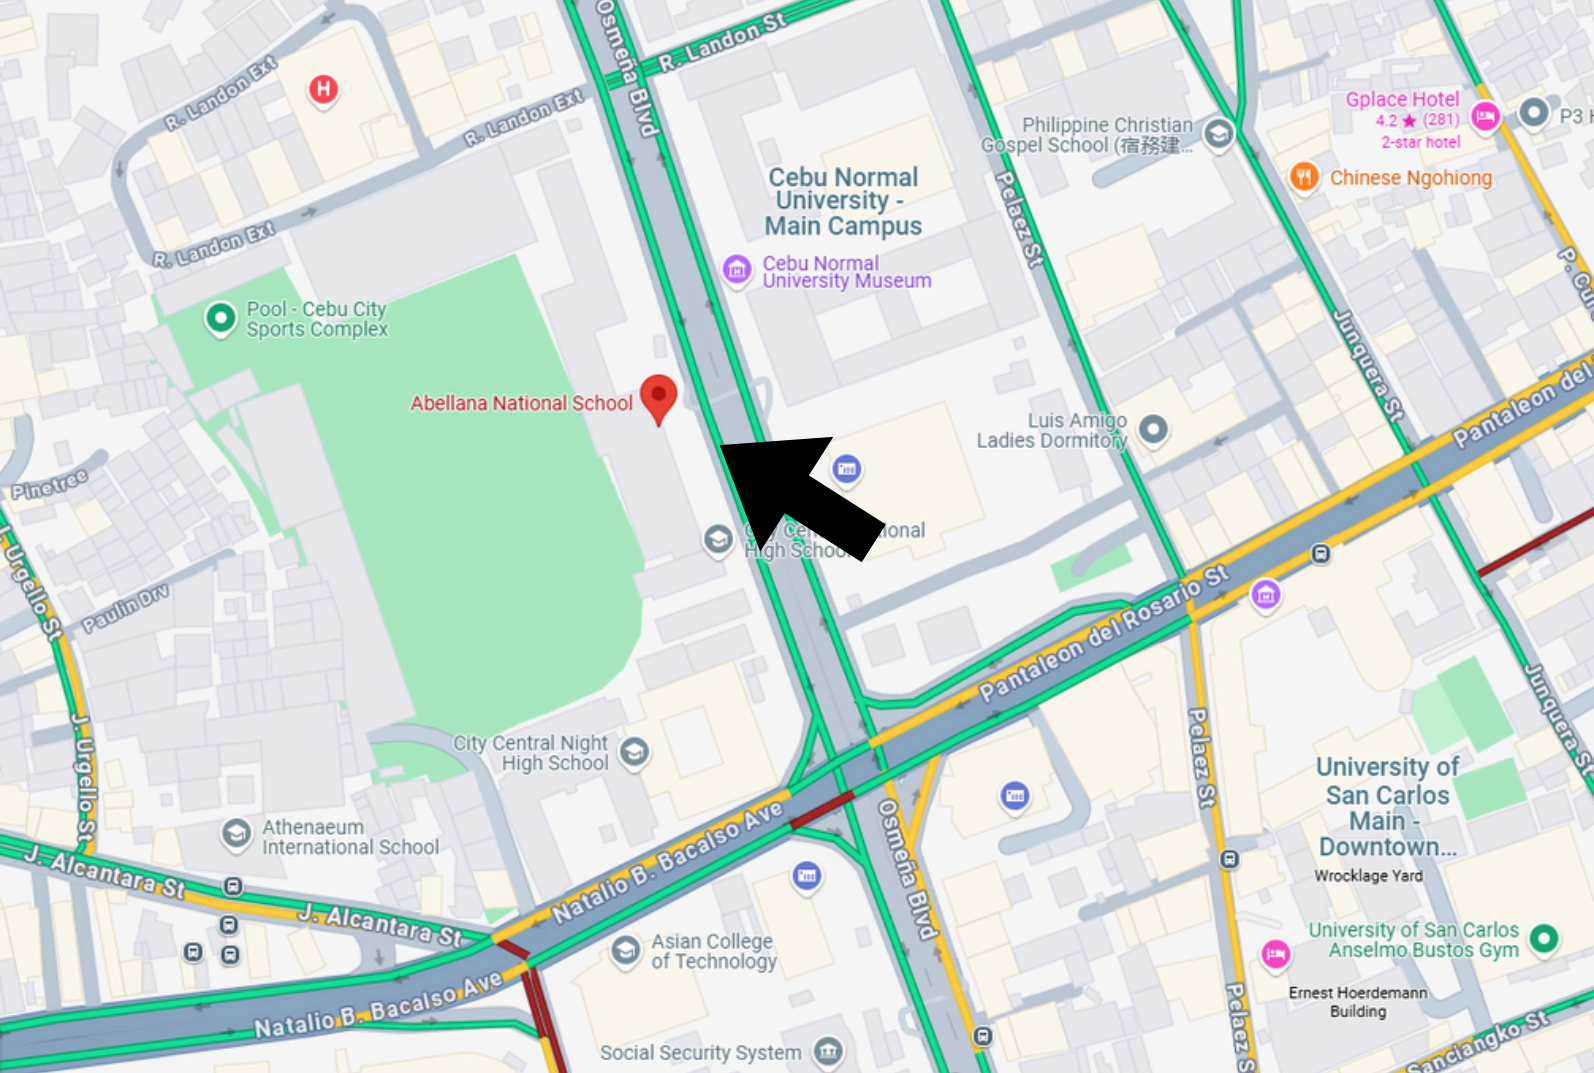 Osmeña Blvd
R. Landon St
R. Landon Ext
H
R. Landon Ext
R. Landon Ext
Gplace Hotel
4.2 ★ (281)
2-star hotel
P3 H
Philippine Christian
Gospel School (宿務建...
Chinese Ngohiong
Cebu Normal
University -
Main Campus
Pelaez St
Cebu Normal
University Museum
Pool - Cebu City
Sports Complex
Junquera St
Abellana National School
Luis Amigo
Ladies Dormitory
Pantaleon del
Pinetree
High School
J. Urgello St
Paulin Drv
Pantaleon del Rosario St
Junquera St
J. Urgello St
Pelaez St
City Central Night
High School
University of
San Carlos
Main -
Downtown...
Wrocklage Yard
Athenaeum
International School
Natalio B. Bacalso Ave
Osmeña Blvd
J. Alcantara St
J. Alcantara St
Asian College
of Technology
University of San Carlos
Anselmo Bustos Gym
Ernest Hoerdemann
Building
Natalio B. Bacalso Ave
Pelaez S
Sanciangko St
Social Security System